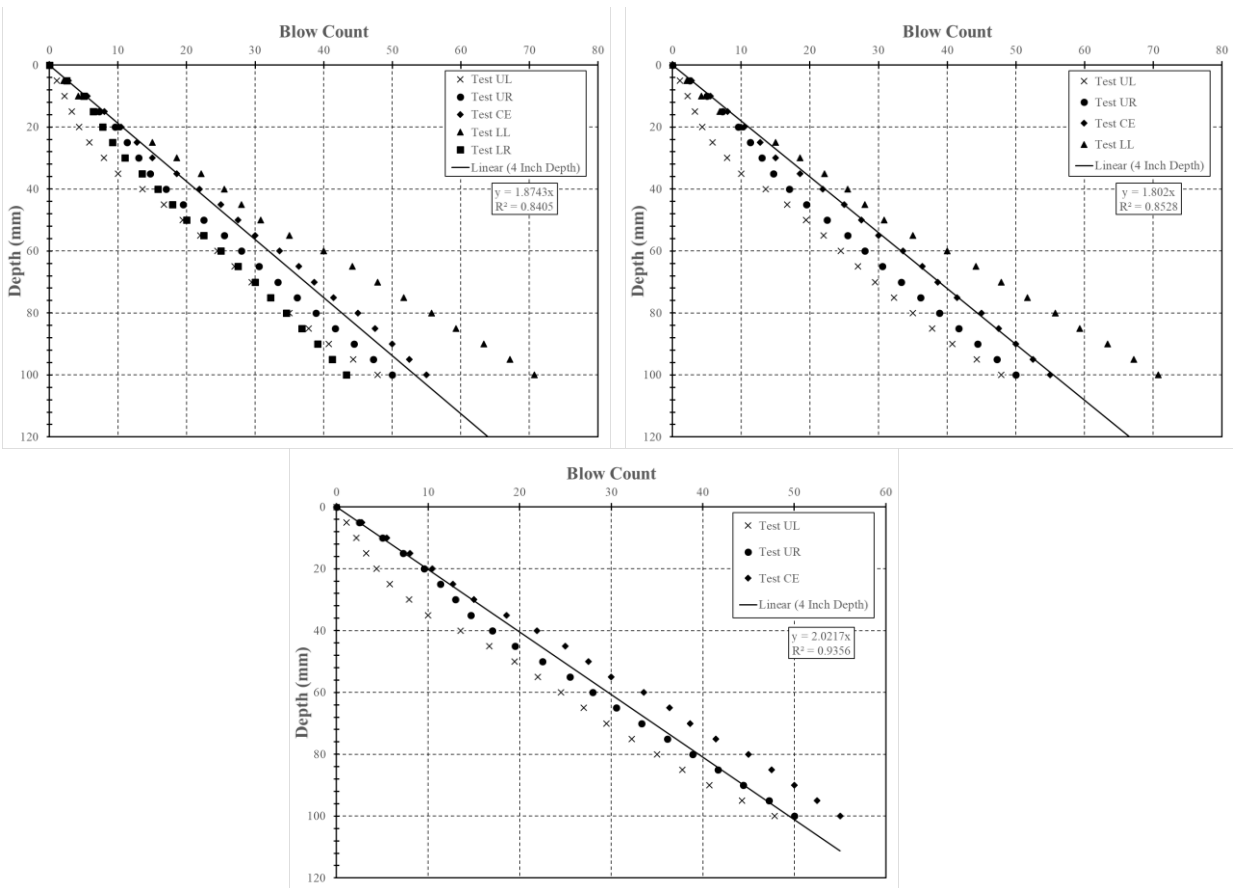 Blow Count
0 10 20 30 40 50 60 70 80
0
20
40
60
80
100
120
Depth (mm)
Test UL
Test UR
Test CE
Test LL
Test LR
Linear (4 Inch Depth)
y = 1.8743x
R² = 0.8405
Blow Count
0 10 20 30 40 50 60 70 80
0
20
40
60
80
100
120
Depth (mm)
Test UL
Test UR
Test CE
Test LL
Linear (4 Inch Depth)
y = 1.802x
R² = 0.8528
Blow Count
0 10 20 30 40 50 60
0
20
40
60
80
100
120
Depth (mm)
Test UL
Test UR
Test CE
Linear (4 Inch Depth)
y = 2.0217x
R² = 0.9356